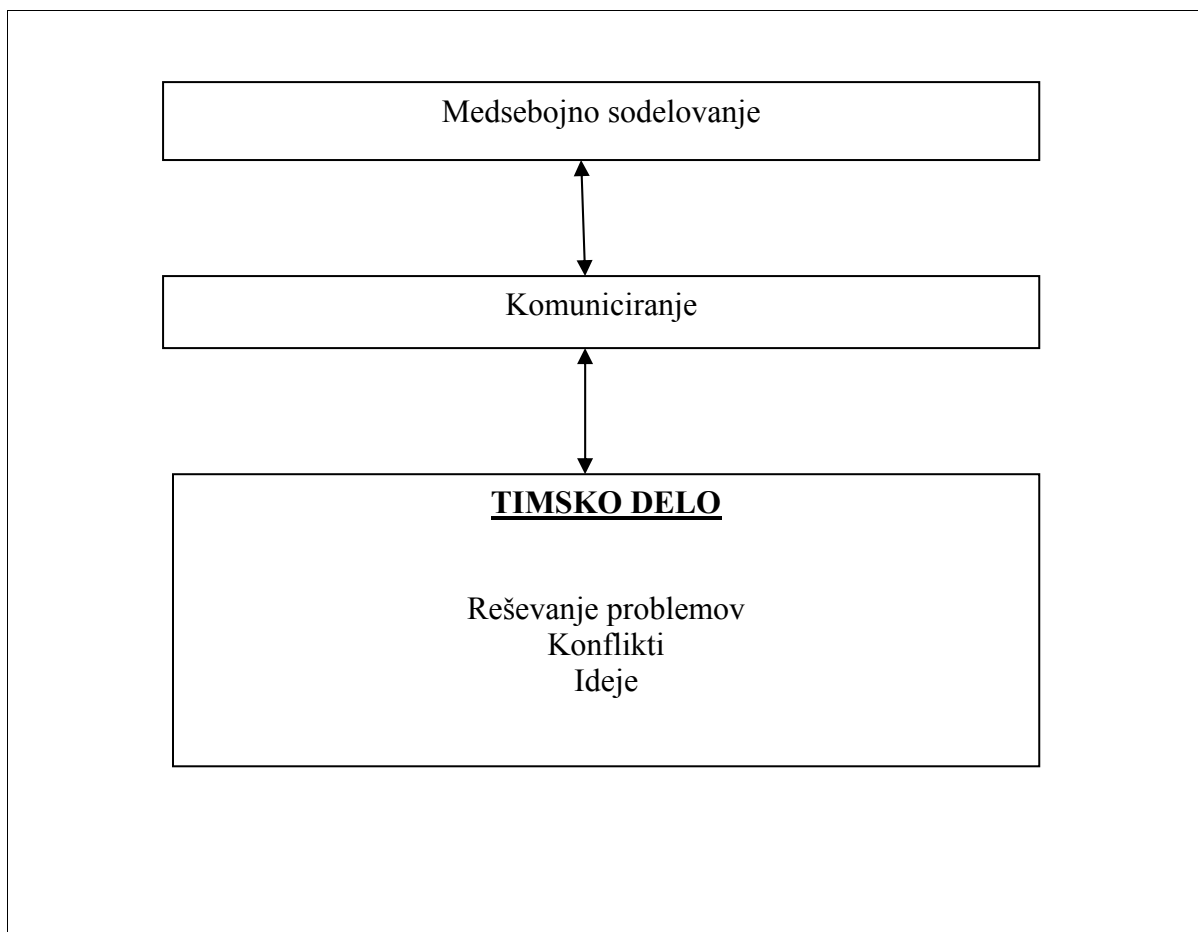 Medsebojno sodelovanje
Komuniciranje
TIMSKO DELO
Reševanje problemov
Konflikti
Ideje